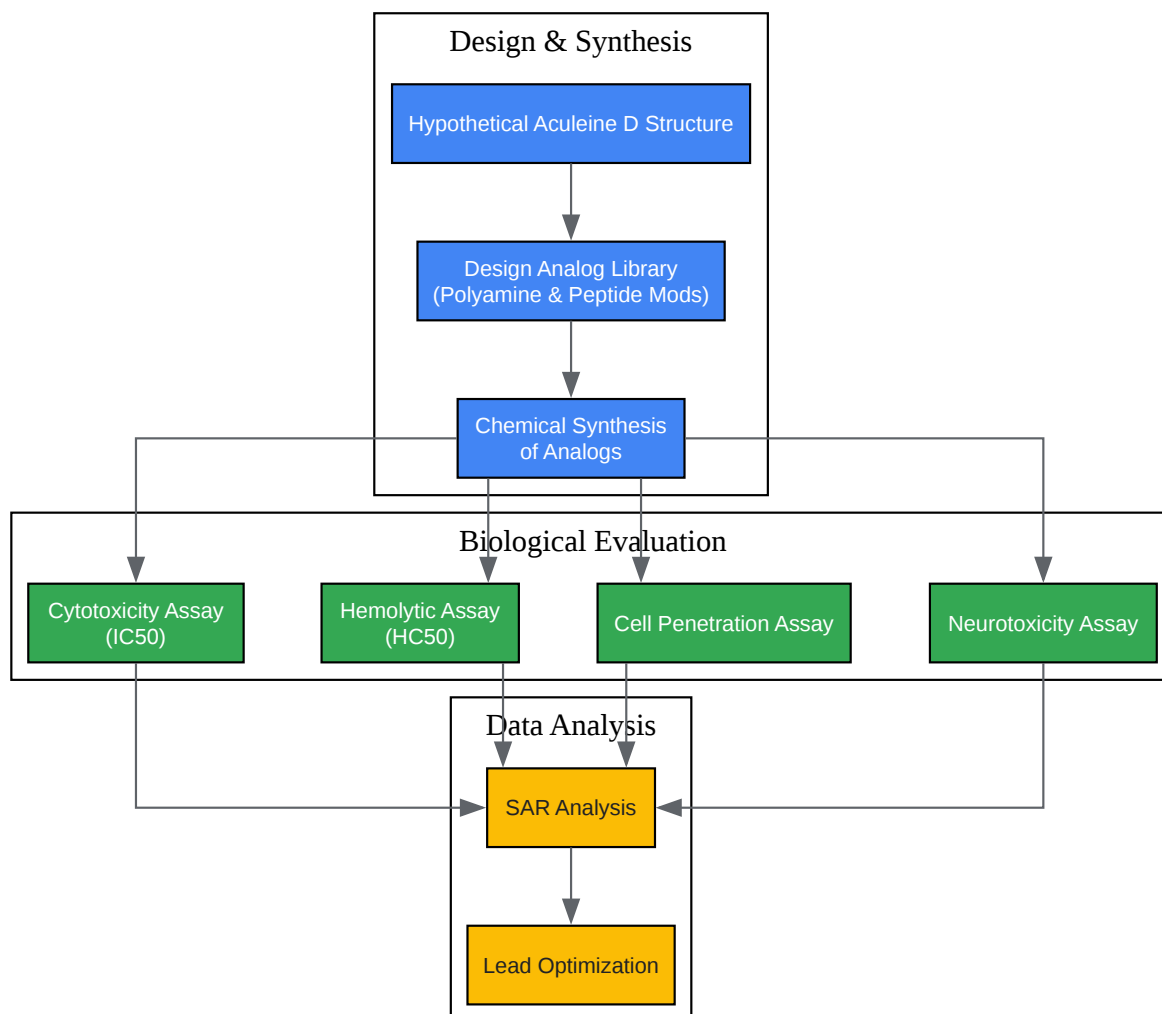 Design & Synthesis
Hypothetical Aculeine D Structure
Design Analog Library
(Polyamine & Peptide Mods)
Chemical Synthesis
of Analogs
Biological Evaluation
Cytotoxicity Assay
(IC50)
Hemolytic Assay
(HC50)
Cell Penetration Assay
Neurotoxicity Assay
Data Analysis
SAR Analysis
Lead Optimization